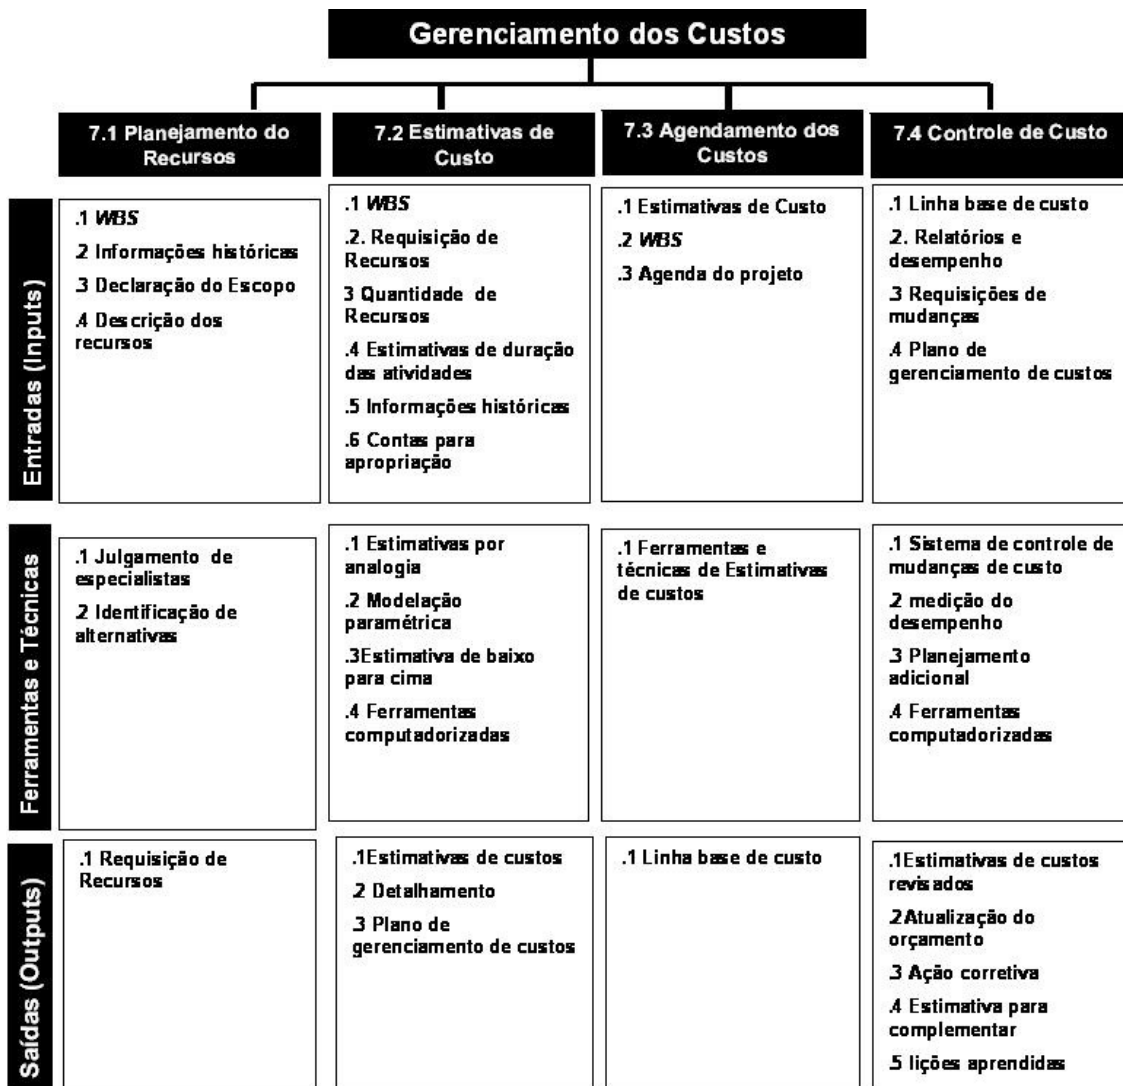 Gerenciamento dos Custos
7.1 Planejamento do
Recursos
7.2 Estimativas de
Custo
7.3 Agendamento dos
Custos
7.4 Controle de Custo
Entradas (Inputs)
.1 WBS
.2 Informações históricas
.3 Declaração do Escopo
.4 Descrição dos
recursos
.1 WBS
.2. Requisição de
Recursos
3 Quantidade de
Recursos
.4 Estimativas de duração
das atividades
.5 Informações históricas
.6 Contas para
apropriação
.1 Estimativas de Custo
.2 WBS
.3 Agenda do projeto
.1 Linha base de custo
.2. Relatórios e
desempenho
.3 Requisições de
mudanças
.4 Plano de
gerenciamento de custos
Ferramentas e Técnicas
.1 Julgamento de
especialistas
.2 Identificação de
alternativas
.1 Estimativas por
analogia
.2 Modelação
paramétrica
.3Estimativa de baixo
para cima
.4 Ferramentas
computadorizadas
.1 Ferramentas e
técnicas de Estimativas
de custos
.1 Sistema de controle de
mudanças de custo
.2 medição do
desempenho
.3 Planejamento
adicional
.4 Ferramentas
computadorizadas
Saídas (Outputs)
.1 Requisição de
Recursos
.1Estimativas de custos
.2 Detalhamento
.3 Plano de
gerenciamento de custos
.1 Linha base de custo
.1Estimativas de custos
revisados
.2Atualização do
orçamento
.3 Ação corretiva
.4 Estimativa para
complementar
.5 lições aprendidas